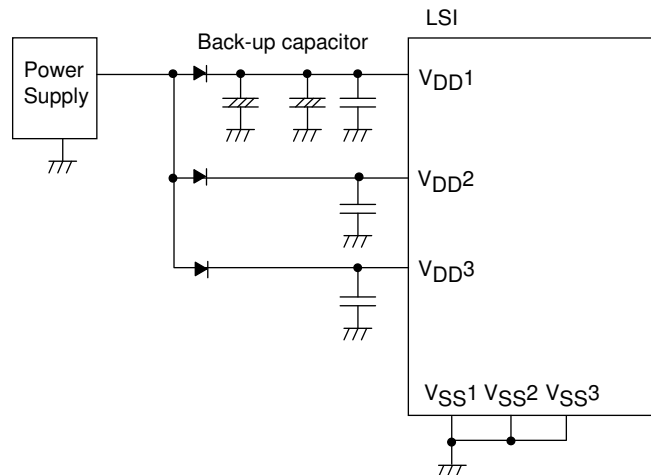 LSI
Back-up capacitor
Power
Supply
VDD1
VDD2
VDD3
VSS1 VSS2 VSS3